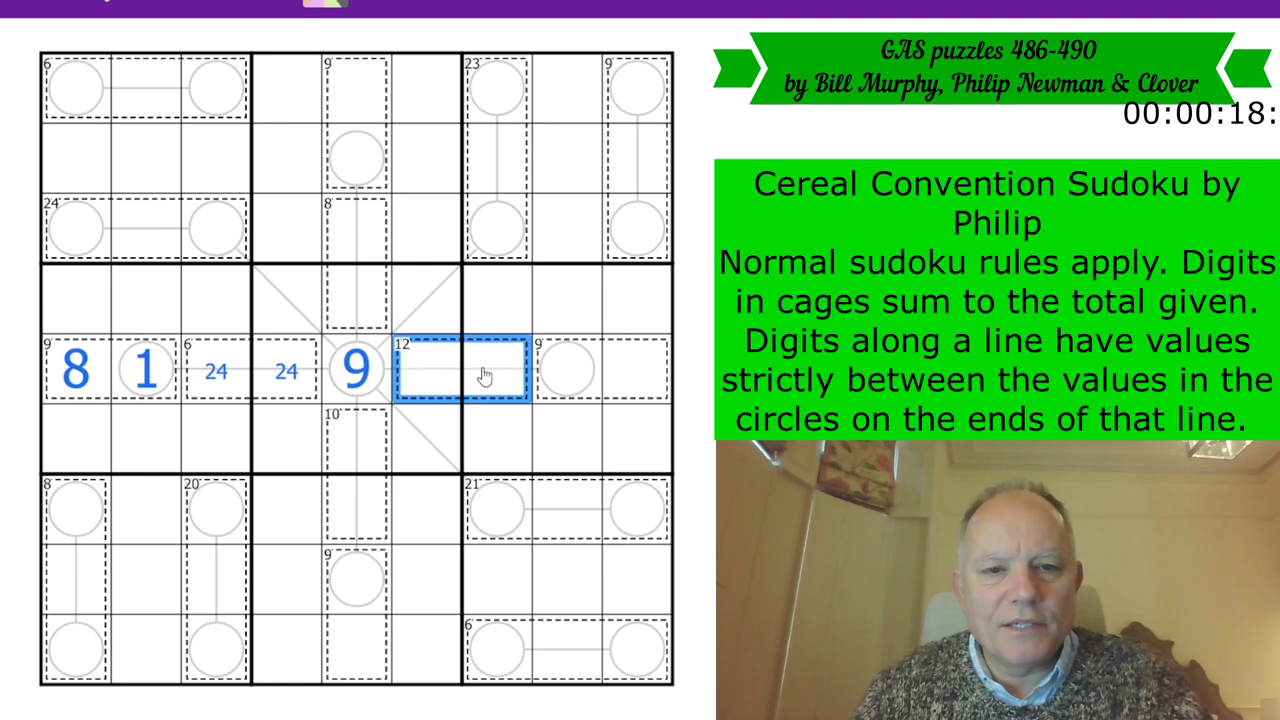 GAS puzzles 486-490
by Bill Murphy, Philip Newman & Clover
00:00:18:
Cereal Convention Sudoku by
Philip
Normal sudoku rules apply. Digits
in cages sum to the total given.
Digits along a line have values
strictly between the values in the
circles on the ends of that line.
6 9 23 9
24 8
9 8 1 6 24 24 9 12 9
10
8 20 21
9
6